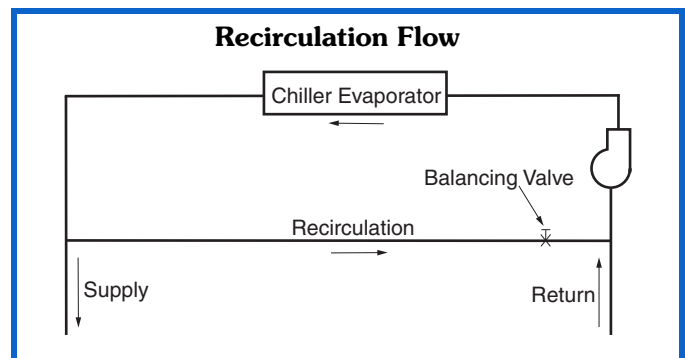 Recirculation Flow
Chiller Evaporator
Balancing Valve
Recirculation
Supply
Return